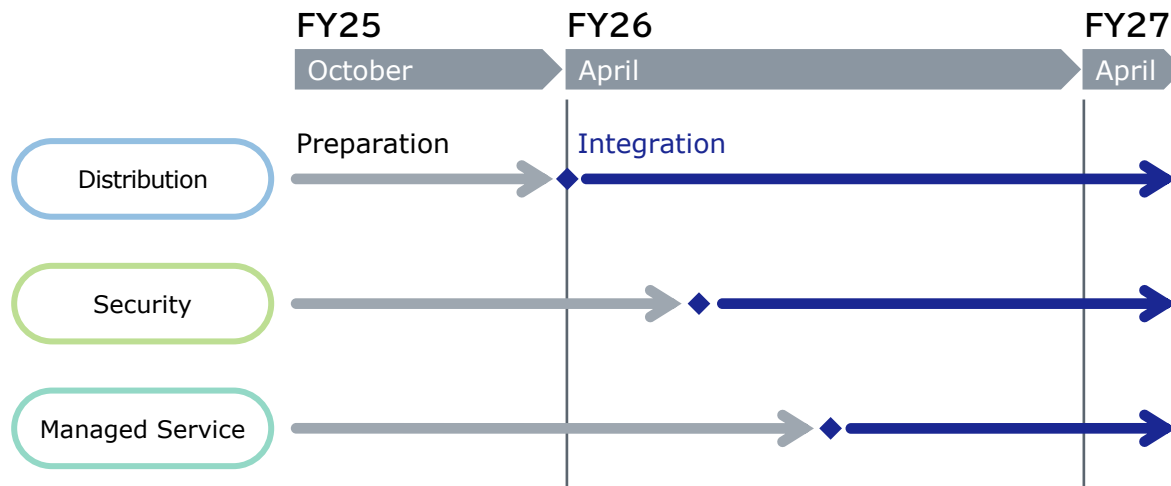 FY25 FY26 FY27
October April April
Preparation Integration
Distribution
Security
Managed Service